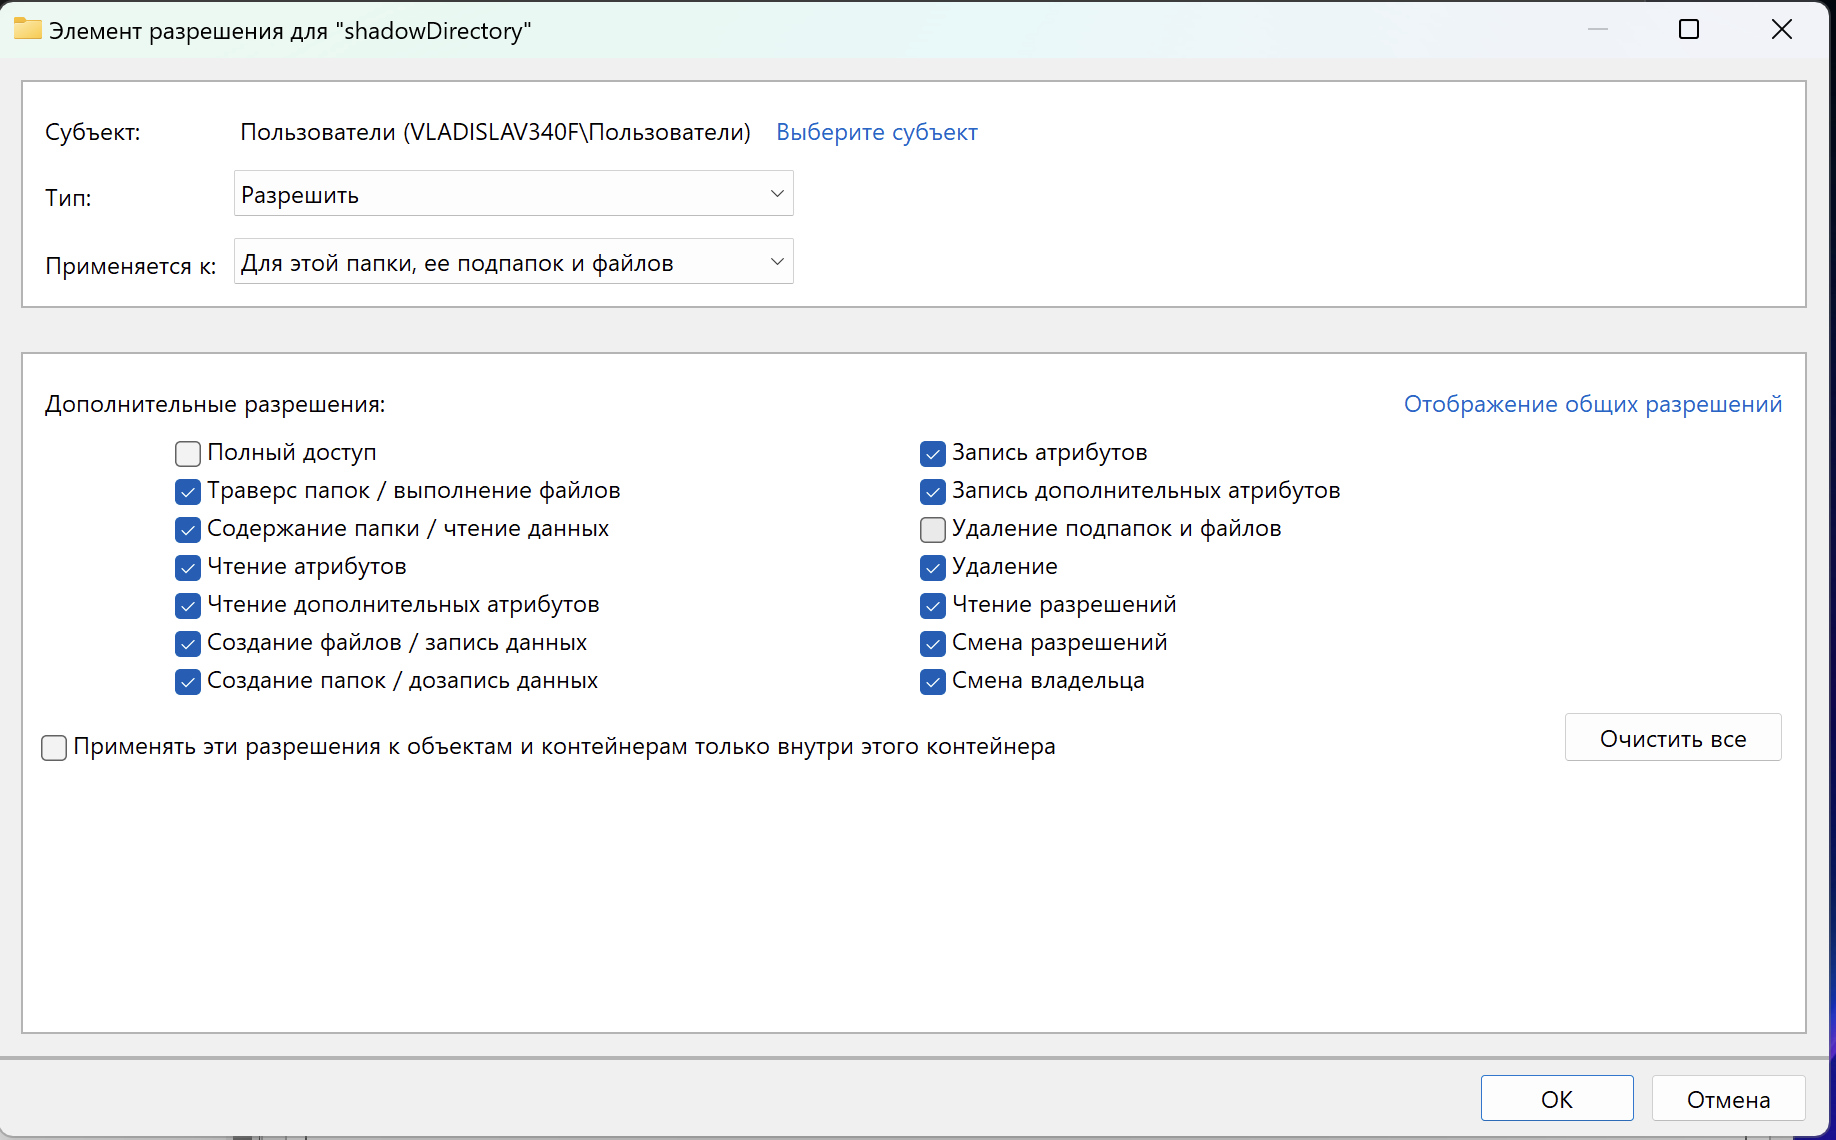 Элемент разрешения для "shadowDirectory"
Субъект: Пользователи (VLADISLAV340F\Пользователи) Выберите субъект
Тип: Разрешить
Применяется к: Для этой папки, ее подпапок и файлов
Дополнительные разрешения: Отображение общих разрешений
Полный доступ
Траверс папок / выполнение файлов
Содержание папки / чтение данных
Чтение атрибутов
Чтение дополнительных атрибутов
Создание файлов / запись данных
Создание папок / дозапись данных
Запись атрибутов
Запись дополнительных атрибутов
Удаление подпапок и файлов
Удаление
Чтение разрешений
Смена разрешений
Смена владельца
Применять эти разрешения к объектам и контейнерам только внутри этого контейнера
Очистить все
ОК Отмена